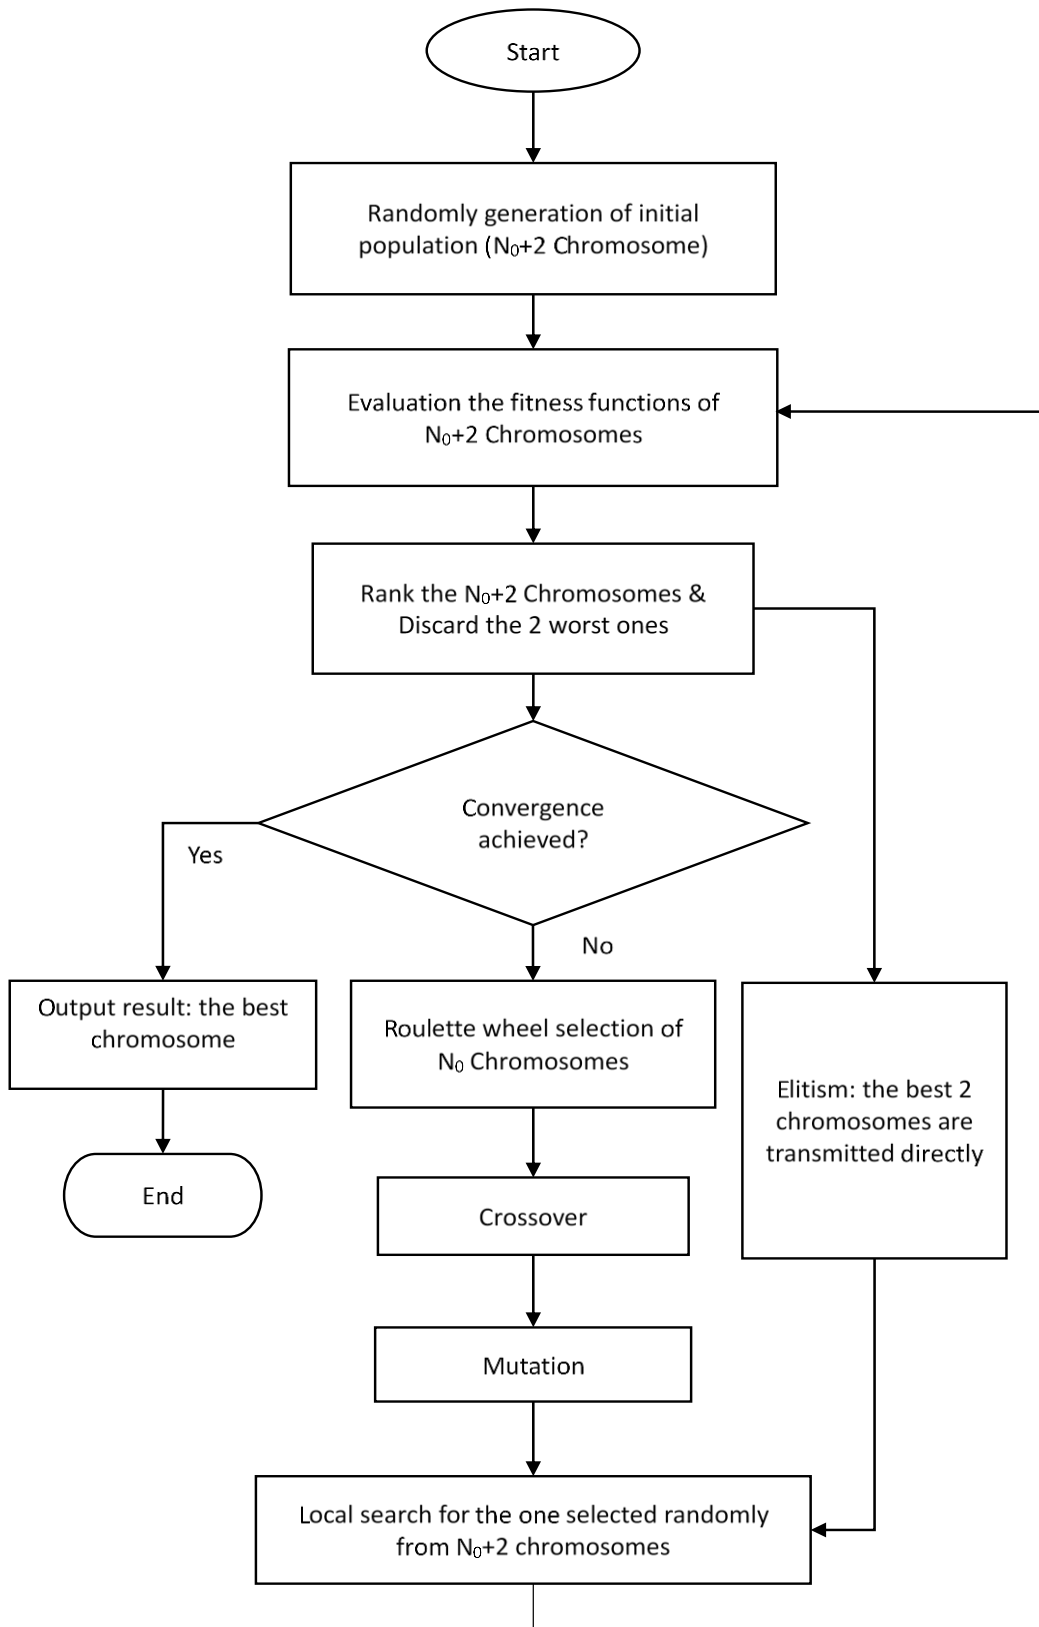 Start
Randomly generation of initial
population (N₀+2 Chromosome)
Evaluation the fitness functions of
N₀+2 Chromosomes
Rank the N₀+2 Chromosomes &
Discard the 2 worst ones
Convergence
achieved?
Yes
No
Output result: the best
chromosome
Roulette wheel selection of
N₀ Chromosomes
Elitism: the best 2
chromosomes are
transmitted directly
End
Crossover
Mutation
Local search for the one selected randomly
from N₀+2 chromosomes